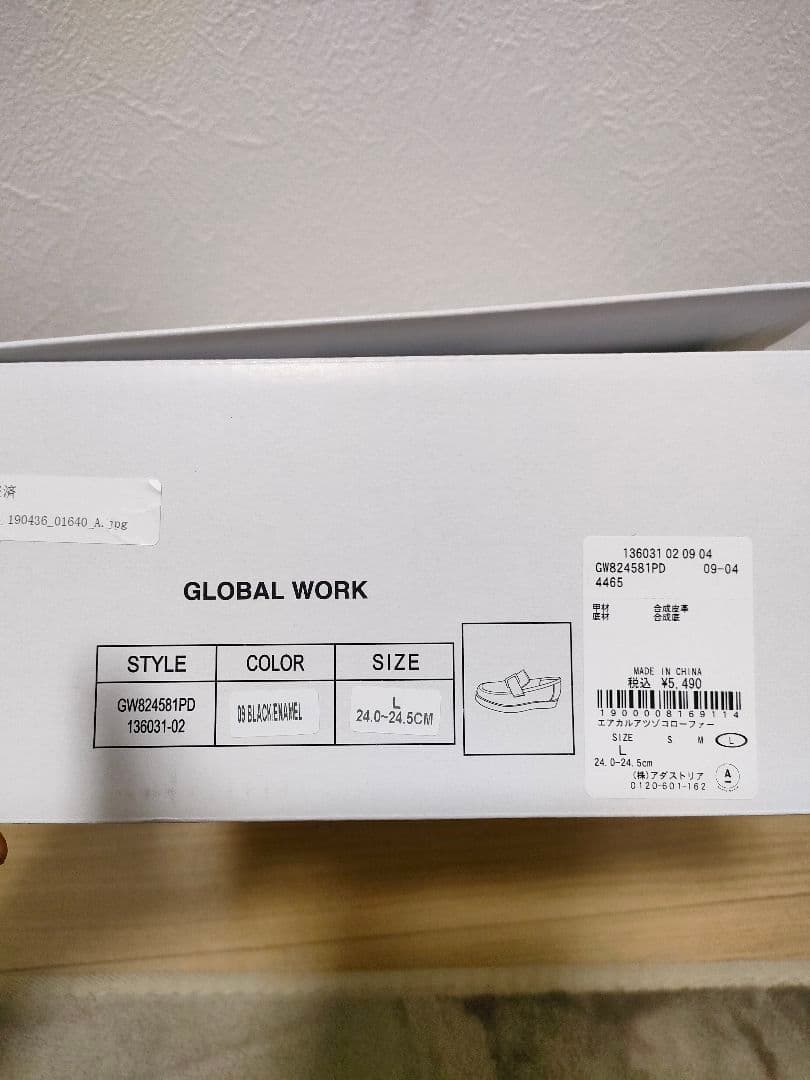 済
190436_01640_A.jpg
GLOBAL WORK
STYLE COLOR SIZE
GW824581PD
136031-02
09 BLACK ENAMEL
L
24.0~24.5CM
136031 02 09 04
GW824581PD 09-04
4465
甲材 合成皮革
底材 合成底
MADE IN CHINA
税込 ¥5,490
1900008169114
エアカルアツゾコローファー
SIZE S M L
L
24.0-24.5cm
(株)アダストリア
0120-601-162
A